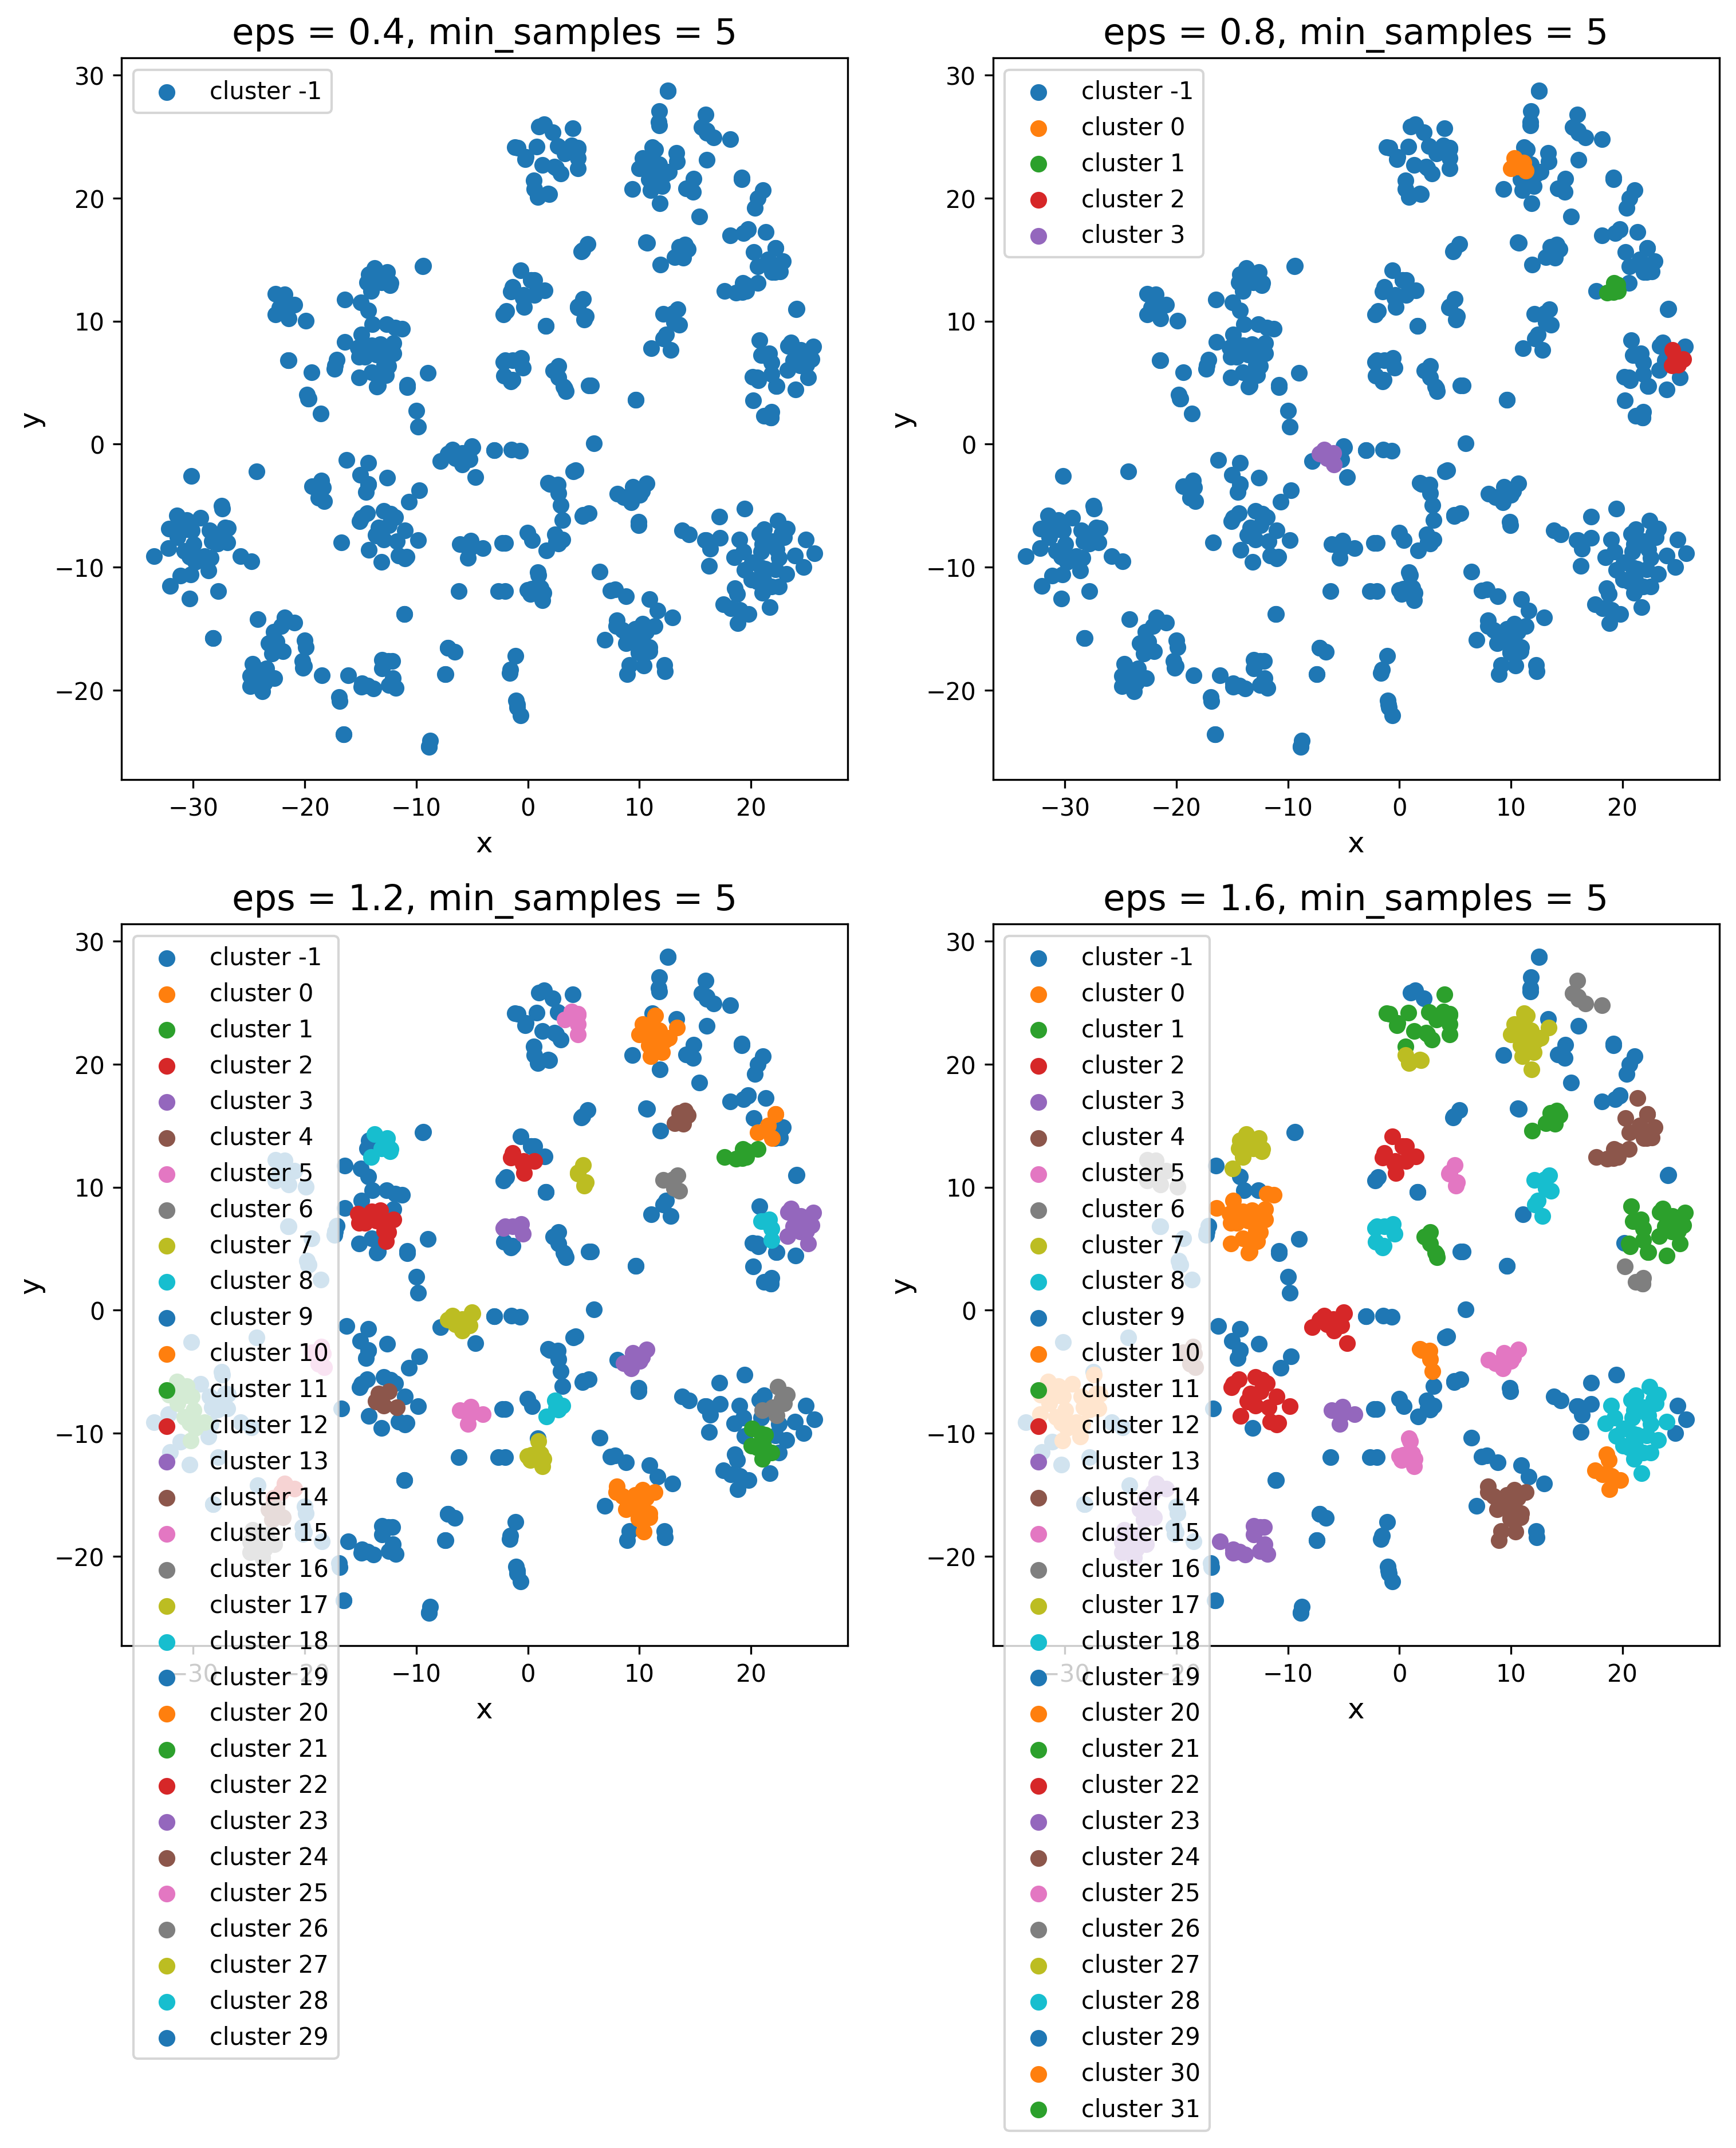 eps = 0.4, min_samples = 5
cluster -1
30
20
10
0
−10
−20
y
−30
−20
−10
0
10
20
x
eps = 0.8, min_samples = 5
cluster -1
cluster 0
cluster 1
cluster 2
cluster 3
30
20
10
0
−10
−20
y
−30
−20
−10
0
10
20
x
eps = 1.2, min_samples = 5
cluster -1
cluster 0
cluster 1
cluster 2
cluster 3
cluster 4
cluster 5
cluster 6
cluster 7
cluster 8
cluster 9
cluster 10
cluster 11
cluster 12
cluster 13
cluster 14
cluster 15
cluster 16
cluster 17
cluster 18
cluster 19
cluster 20
cluster 21
cluster 22
cluster 23
cluster 24
cluster 25
cluster 26
cluster 27
cluster 28
cluster 29
30
20
10
0
−10
−20
y
−30
−20
−10
0
10
20
x
eps = 1.6, min_samples = 5
cluster -1
cluster 0
cluster 1
cluster 2
cluster 3
cluster 4
cluster 5
cluster 6
cluster 7
cluster 8
cluster 9
cluster 10
cluster 11
cluster 12
cluster 13
cluster 14
cluster 15
cluster 16
cluster 17
cluster 18
cluster 19
cluster 20
cluster 21
cluster 22
cluster 23
cluster 24
cluster 25
cluster 26
cluster 27
cluster 28
cluster 29
cluster 30
cluster 31
30
20
10
0
−10
−20
y
−30
−20
−10
0
10
20
x